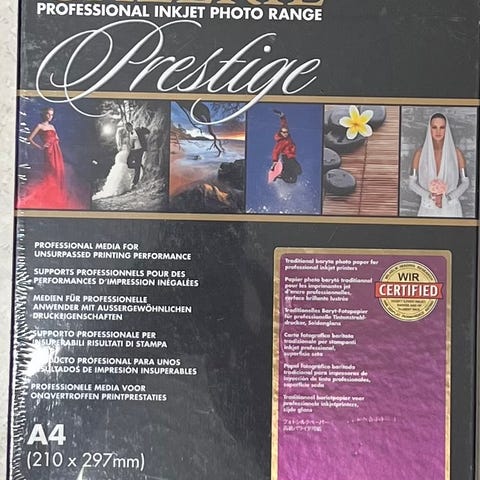 PROFESSIONAL INKJET PHOTO RANGE
Prestige
PROFESSIONAL MEDIA FOR
UNSURPASSED PRINTING PERFORMANCE
SUPPORTS PROFESSIONNELS POUR DES
PERFORMANCES D'IMPRESSION INÉGALÉES
MEDIEN FÜR PROFESSIONELLE
ANWENDER MIT AUSSERGEWÖHNLICHEN
DRUCKEIGENSCHAFTEN
SUPPORTO PROFESSIONALE PER
INSUPERABILI RISULTATI DI STAMPA
PROFESIONAL PARA UNOS
RESULTADOS DE IMPRESIÓN INSUPERABLES
PROFESSIONELE MEDIA VOOR
ONOVERTROFFEN PRINTPRESTATIES
A4
(210 x 297mm)
Traditional baryta photo paper for
professional inkjet printers
Papier photo baryté traditionnel
pour les imprimantes jet
d'encre professionnelles,
surface brillante lustrée
Traditionelles Baryt-Fotopapier
für professionelle Tintenstrahl-
drucker, Seidenglanz
Carta fotografica baritata
tradizionale per stampanti
inkjet professional,
superficie seta
Papel fotográfico baritado
tradicional para impresoras de
inyección de tinta profesionales,
superficie seda
Traditioneel barietpapier voor
professionele inkjetprinters,
zijde glans
WIR
CERTIFIED